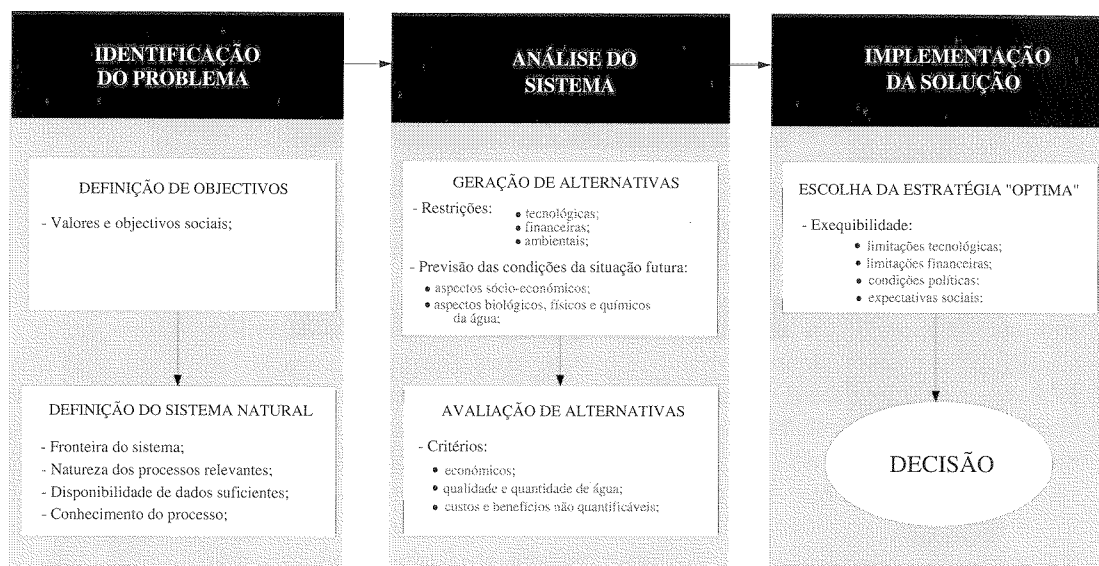 IDENTIFICAÇÃO
DO PROBLEMA
DEFINIÇÃO DE OBJECTIVOS
- Valores e objectivos sociais;
DEFINIÇÃO DO SISTEMA NATURAL
- Fronteira do sistema;
- Natureza dos processos relevantes;
- Disponibilidade de dados suficientes;
- Conhecimento do processo;
ANÁLISE DO
SISTEMA
GERAÇÃO DE ALTERNATIVAS
- Restrições:
• tecnológicas;
• financeiras;
• ambientais;
- Previsão das condições da situação futura:
• aspectos sócio-económicos;
• aspectos biológicos, físicos e químicos
da água;
AVALIAÇÃO DE ALTERNATIVAS
- Critérios:
• económicos;
• qualidade e quantidade de água;
• custos e benefícios não quantificáveis;
IMPLEMENTAÇÃO
DA SOLUÇÃO
ESCOLHA DA ESTRATÉGIA "OPTIMA"
- Exequibilidade:
• limitações tecnológicas;
• limitações financeiras;
• condições políticas;
• expectativas sociais;
DECISÃO